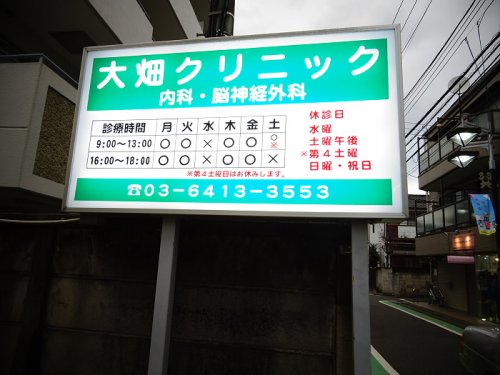 大畑クリニック
内科・脳神経外科
診療時間 月 火 水 木 金 土
9:00〜13:00 〇 〇 × 〇 〇 〇※
16:00〜18:00 〇 〇 × 〇 〇 ×
※第4土曜日はお休みします。
休診日
水曜
土曜午後
※第4土曜
日曜・祝日
☎03-6413-3553